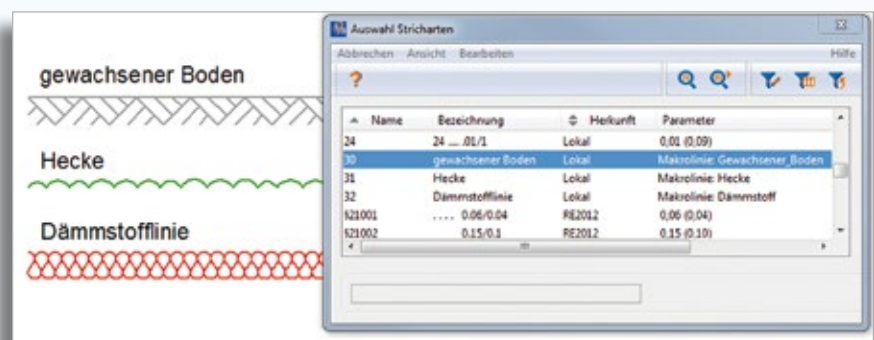 gewachsener Boden
Hecke
Dämmstofflinie
Auswahl Stricharten
Abbrechen Ansicht Bearbeiten Hilfe
?
Name Bezeichnung Herkunft Parameter
24 24 .... .01/1 Lokal 0,01 (0,09)
30 gewachsener Boden Lokal Makrolinie: Gewachsener_Boden
31 Hecke Lokal Makrolinie: Hecke
32 Dämmstofflinie Lokal Makrolinie: Dämmstoff
621001 .... 0.06/0.04 RE2012 0,06 (0,04)
621002 0.15/0.1 RE2012 0,15 (0,10)